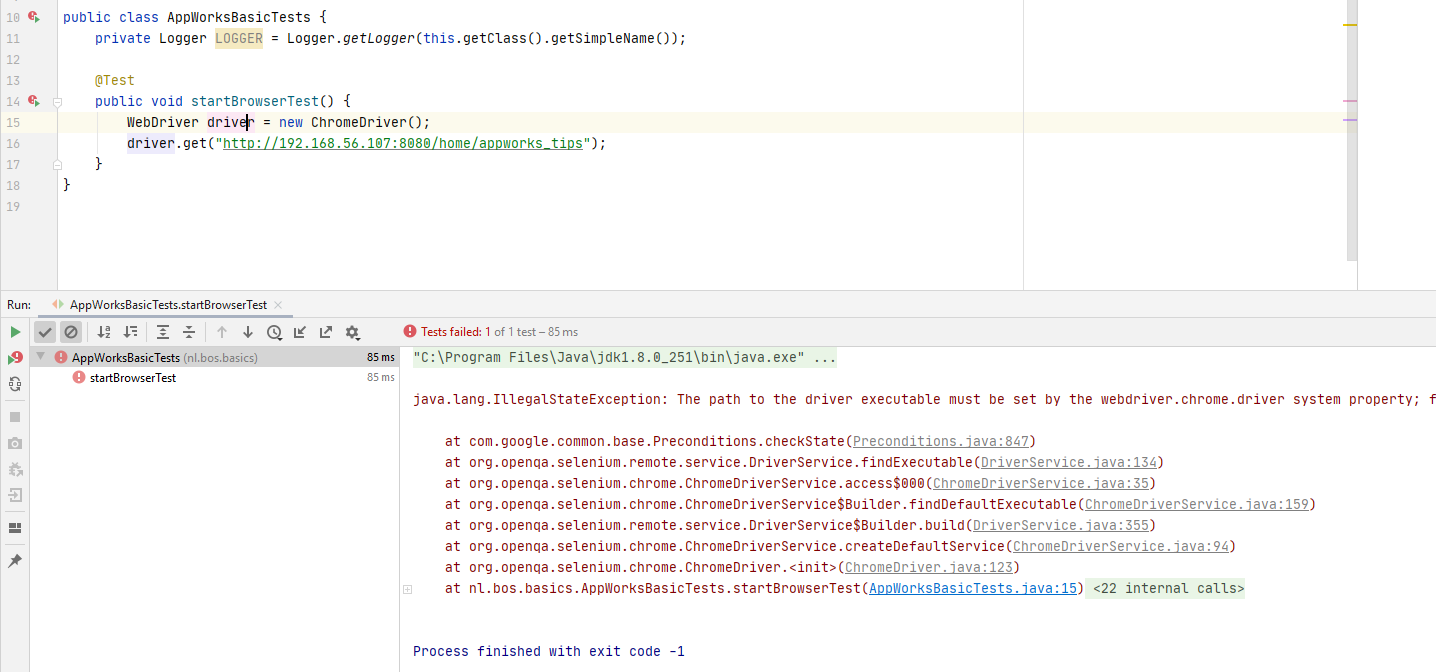 10 public class AppWorksBasicTests {
11 private Logger LOGGER = Logger.getLogger(this.getClass().getSimpleName());
12
13 @Test
14 public void startBrowserTest() {
15 WebDriver driver = new ChromeDriver();
16 driver.get("http://192.168.56.107:8080/home/appworks_tips");
17 }
18 }
19
Run: AppWorksBasicTests.startBrowserTest
Tests failed: 1 of 1 test – 85 ms
AppWorksBasicTests (nl.bos.basics) 85 ms
startBrowserTest 85 ms
"C:\Program Files\Java\jdk1.8.0_251\bin\java.exe" ...
java.lang.IllegalStateException: The path to the driver executable must be set by the webdriver.chrome.driver system property; f
at com.google.common.base.Preconditions.checkState(Preconditions.java:847)
at org.openqa.selenium.remote.service.DriverService.findExecutable(DriverService.java:134)
at org.openqa.selenium.chrome.ChromeDriverService.access$000(ChromeDriverService.java:35)
at org.openqa.selenium.chrome.ChromeDriverService$Builder.findDefaultExecutable(ChromeDriverService.java:159)
at org.openqa.selenium.remote.service.DriverService$Builder.build(DriverService.java:355)
at org.openqa.selenium.chrome.ChromeDriverService.createDefaultService(ChromeDriverService.java:94)
at org.openqa.selenium.chrome.ChromeDriver.<init>(ChromeDriver.java:123)
at nl.bos.basics.AppWorksBasicTests.startBrowserTest(AppWorksBasicTests.java:15) <22 internal calls>
Process finished with exit code -1